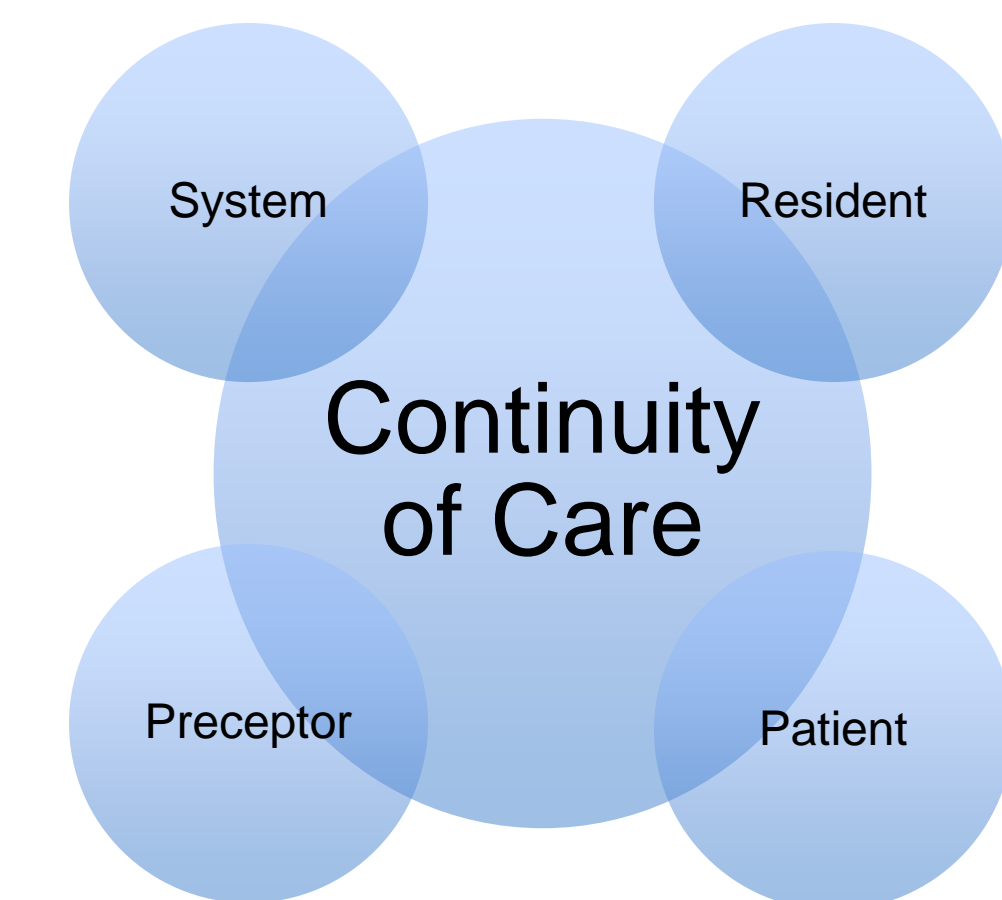 System
Resident
Continuity
of Care
Preceptor
Patient